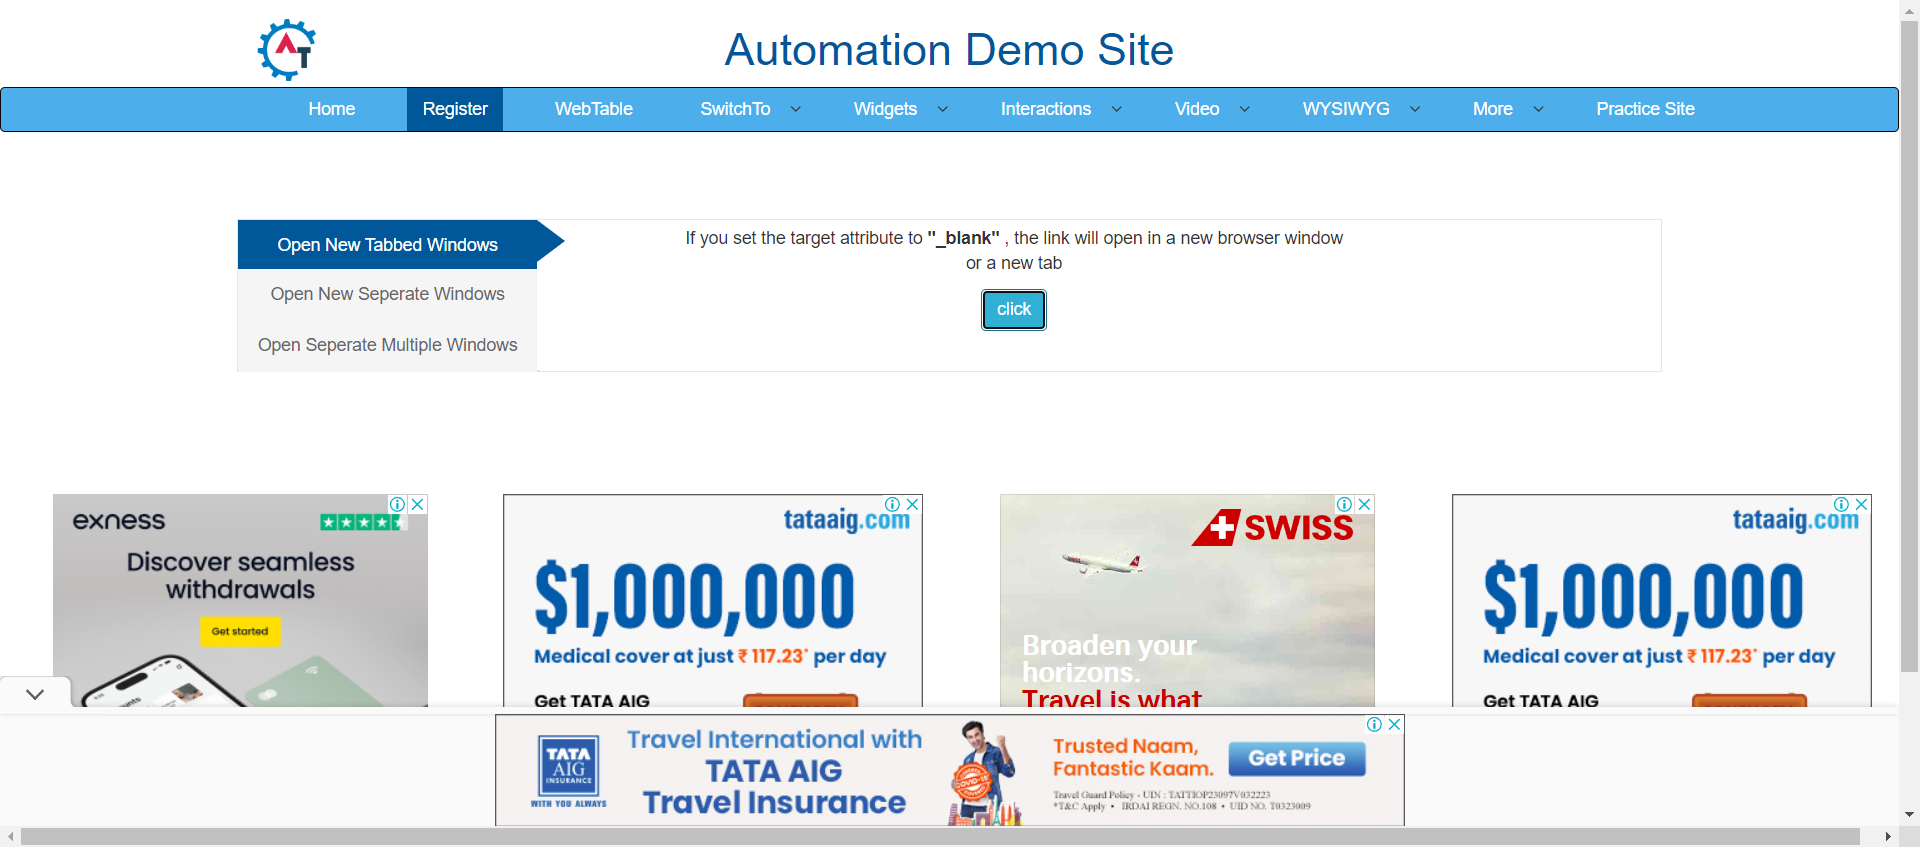 AT
Automation Demo Site
Home Register WebTable SwitchTo Widgets Interactions Video WYSIWYG More Practice Site
Open New Tabbed Windows
Open New Seperate Windows
Open Seperate Multiple Windows
If you set the target attribute to "_blank" , the link will open in a new browser window
or a new tab
click
exness
Discover seamless
withdrawals
Get started
tataaig.com
$1,000,000
Medical cover at just ₹ 117.23* per day
Get TATA AIG
SWISS
Broaden your
horizons.
Travel is what
tataaig.com
$1,000,000
Medical cover at just ₹ 117.23* per day
Get TATA AIG
TATA
AIG
INSURANCE
WITH YOU ALWAYS
Travel International with
TATA AIG
Travel Insurance
COVID-19
Trusted Naam,
Fantastic Kaam.
Travel Guard Policy - UIN : TATTIOP23097V032223
*T&C Apply • IRDAI REGN. NO.108 • UID NO. T0323009
Get Price